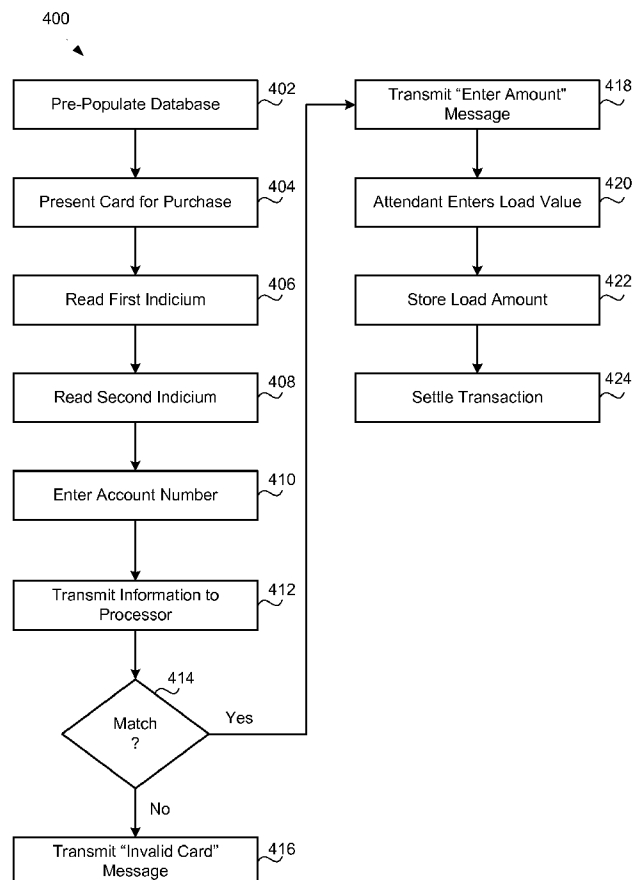 400
Pre-Populate Database
402
Present Card for Purchase
404
Read First Indicium
406
Read Second Indicium
408
Enter Account Number
410
Transmit Information to
Processor
412
414
Match
?
Yes
No
Transmit “Invalid Card”
Message
416
Transmit “Enter Amount”
Message
418
Attendant Enters Load Value
420
Store Load Amount
422
Settle Transaction
424